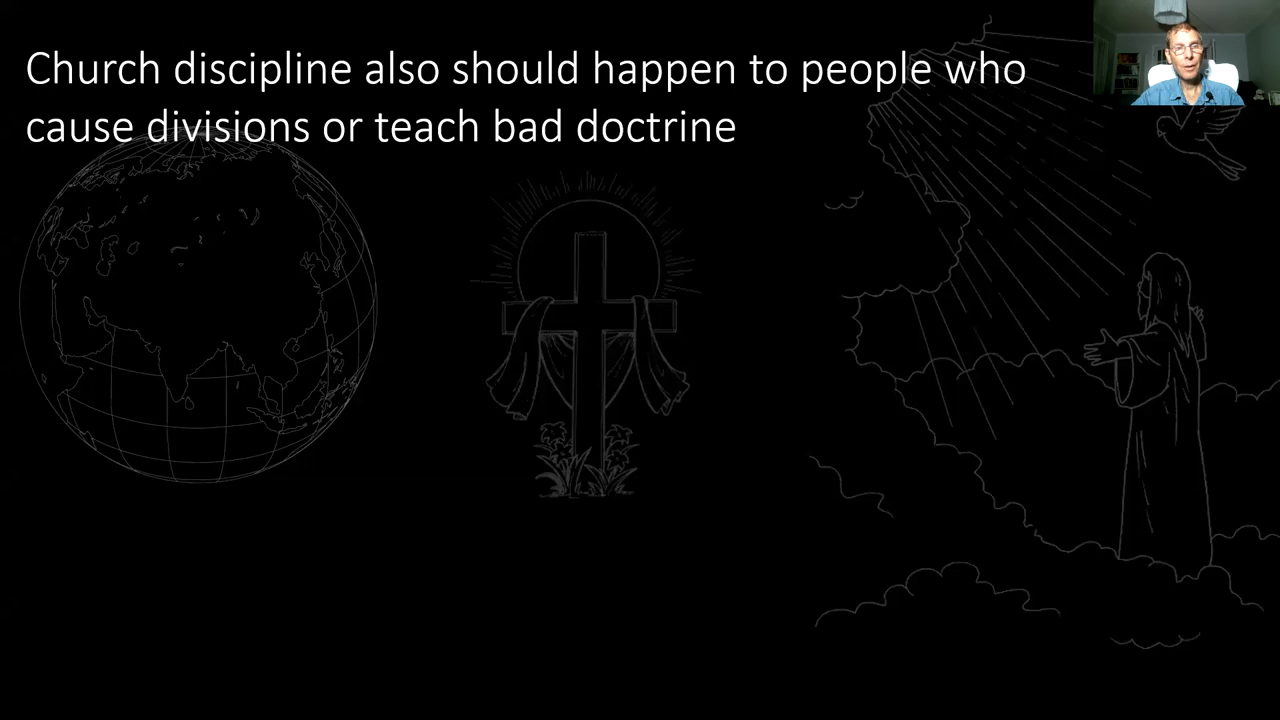 Church discipline also should happen to people who
cause divisions or teach bad doctrine